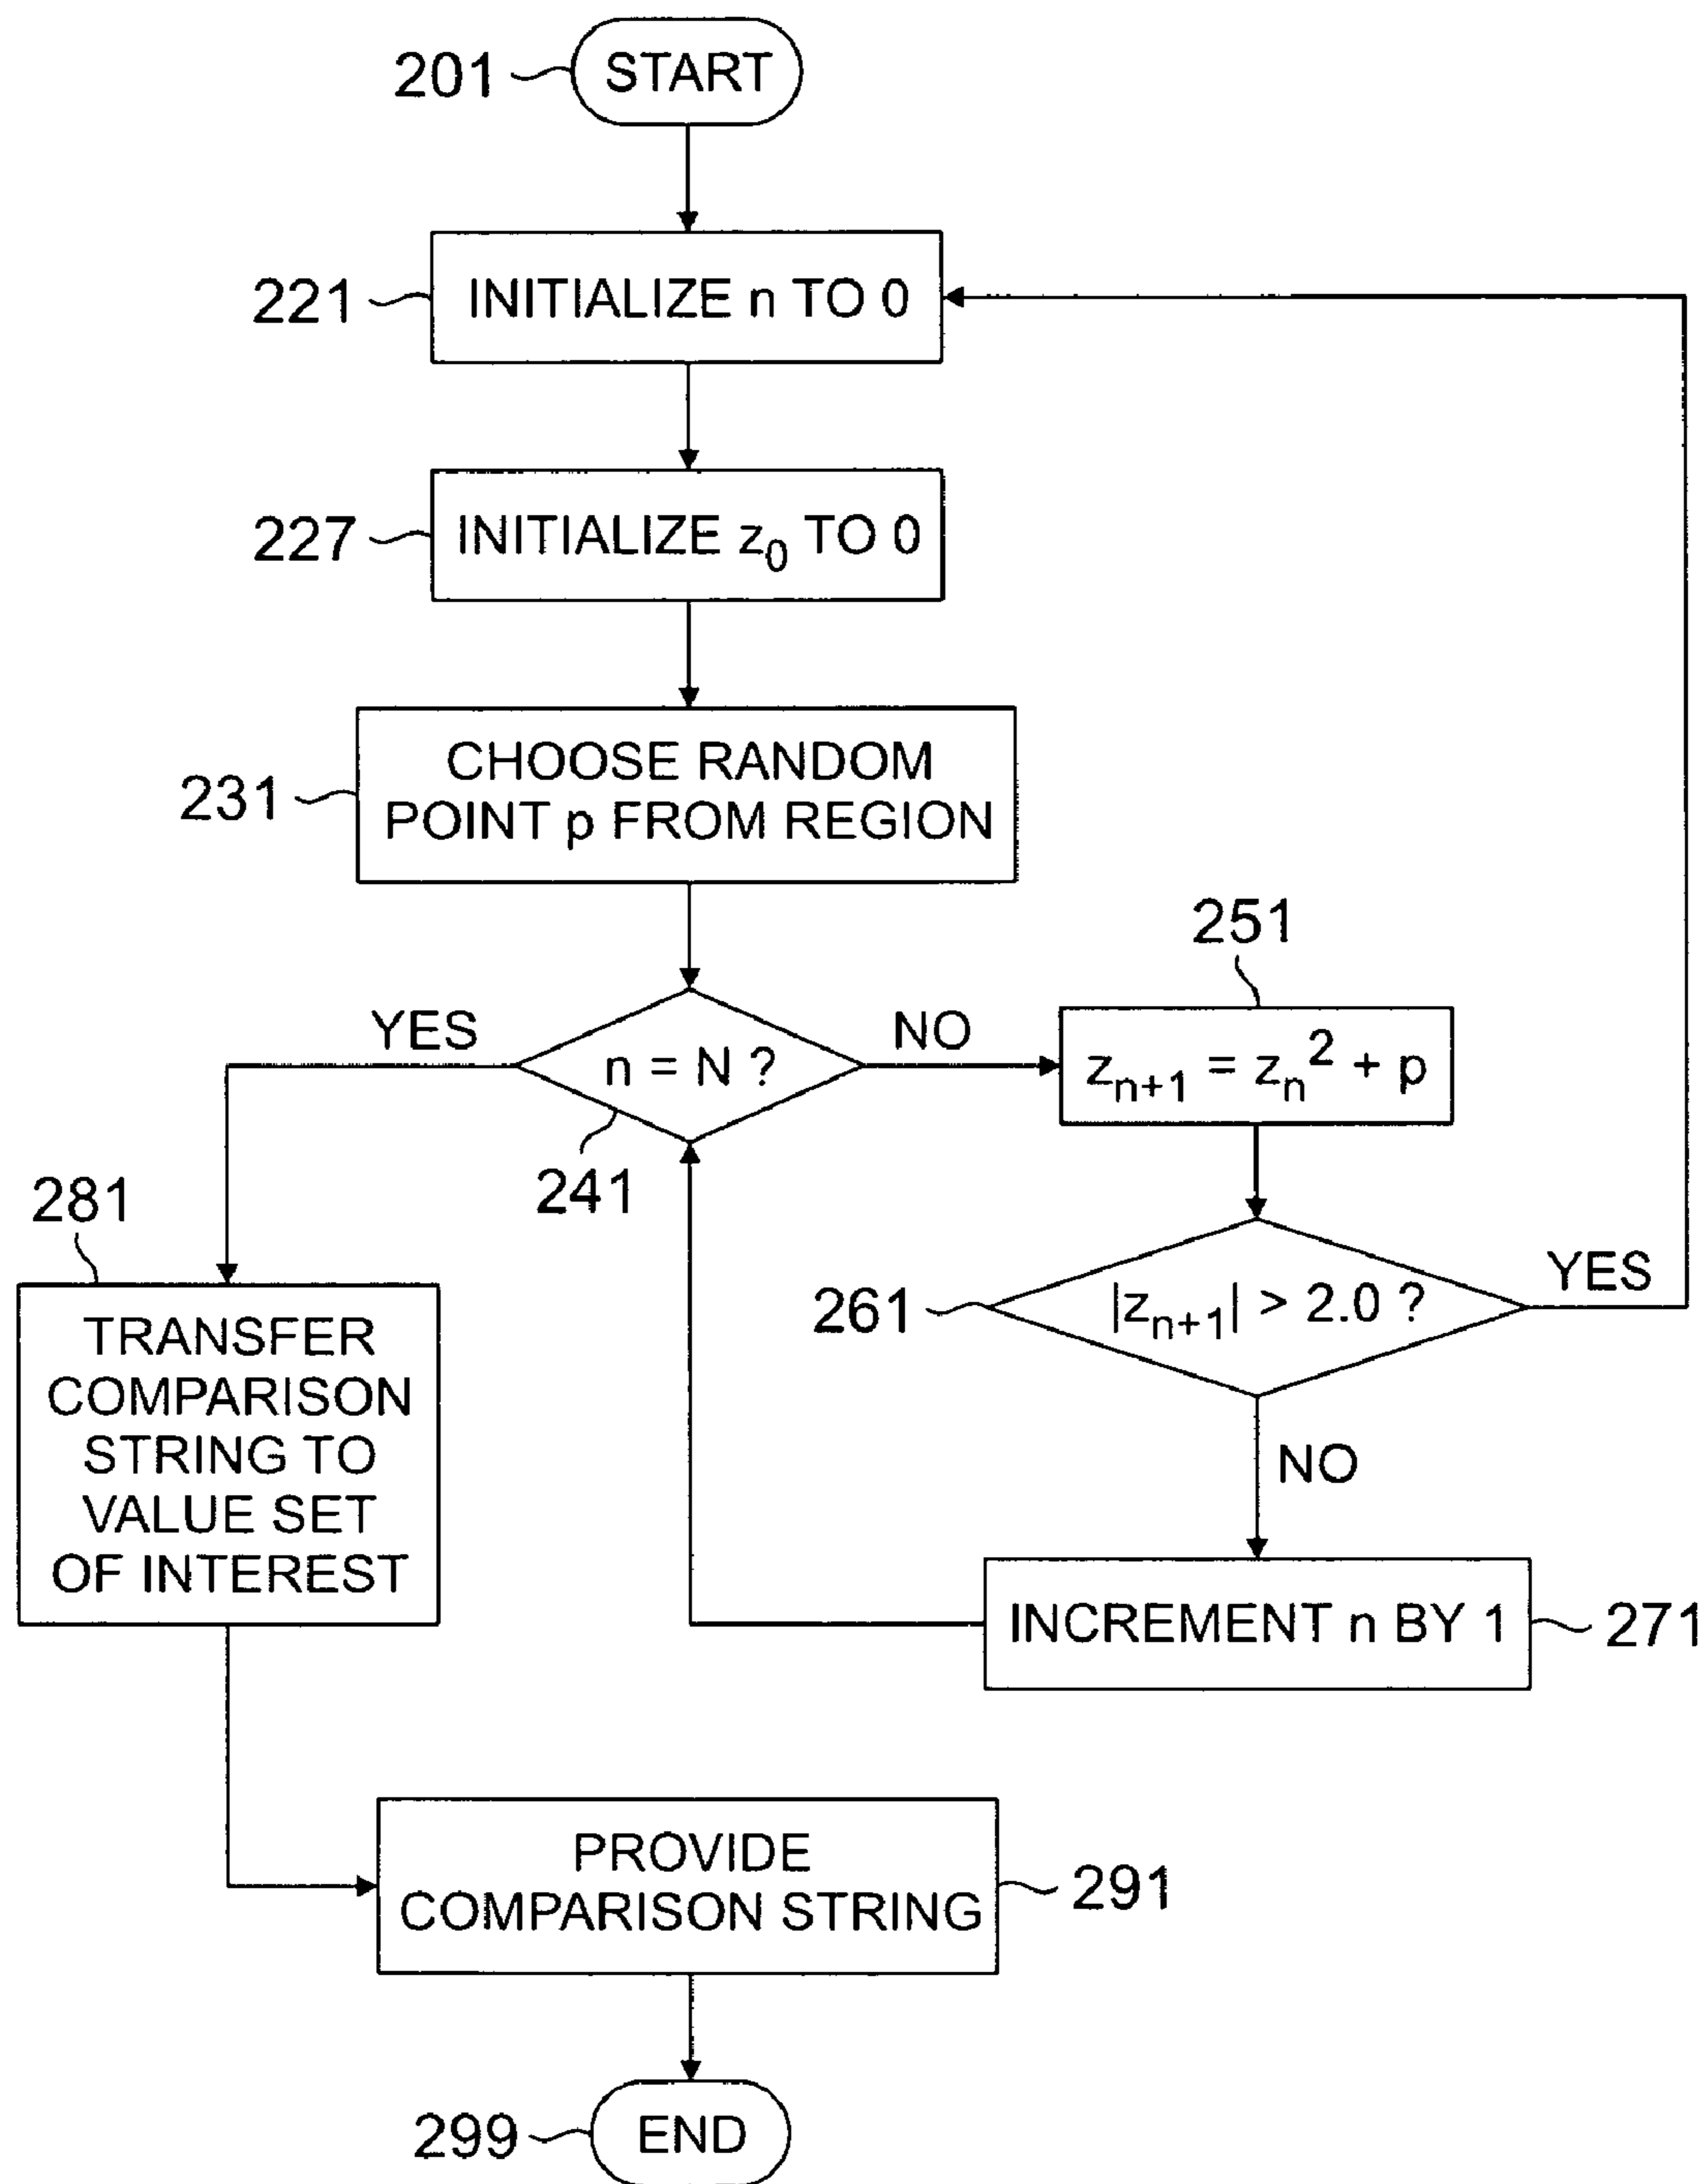 201
START
221
INITIALIZE n TO 0
227
INITIALIZE z₀ TO 0
231
CHOOSE RANDOM
POINT p FROM REGION
251
YES
n = N ?
NO
zₙ₊₁ = zₙ² + p
241
281
261
|zₙ₊₁| > 2.0 ?
YES
NO
TRANSFER
COMPARISON
STRING TO
VALUE SET
OF INTEREST
INCREMENT n BY 1
271
PROVIDE
COMPARISON STRING
291
299
END